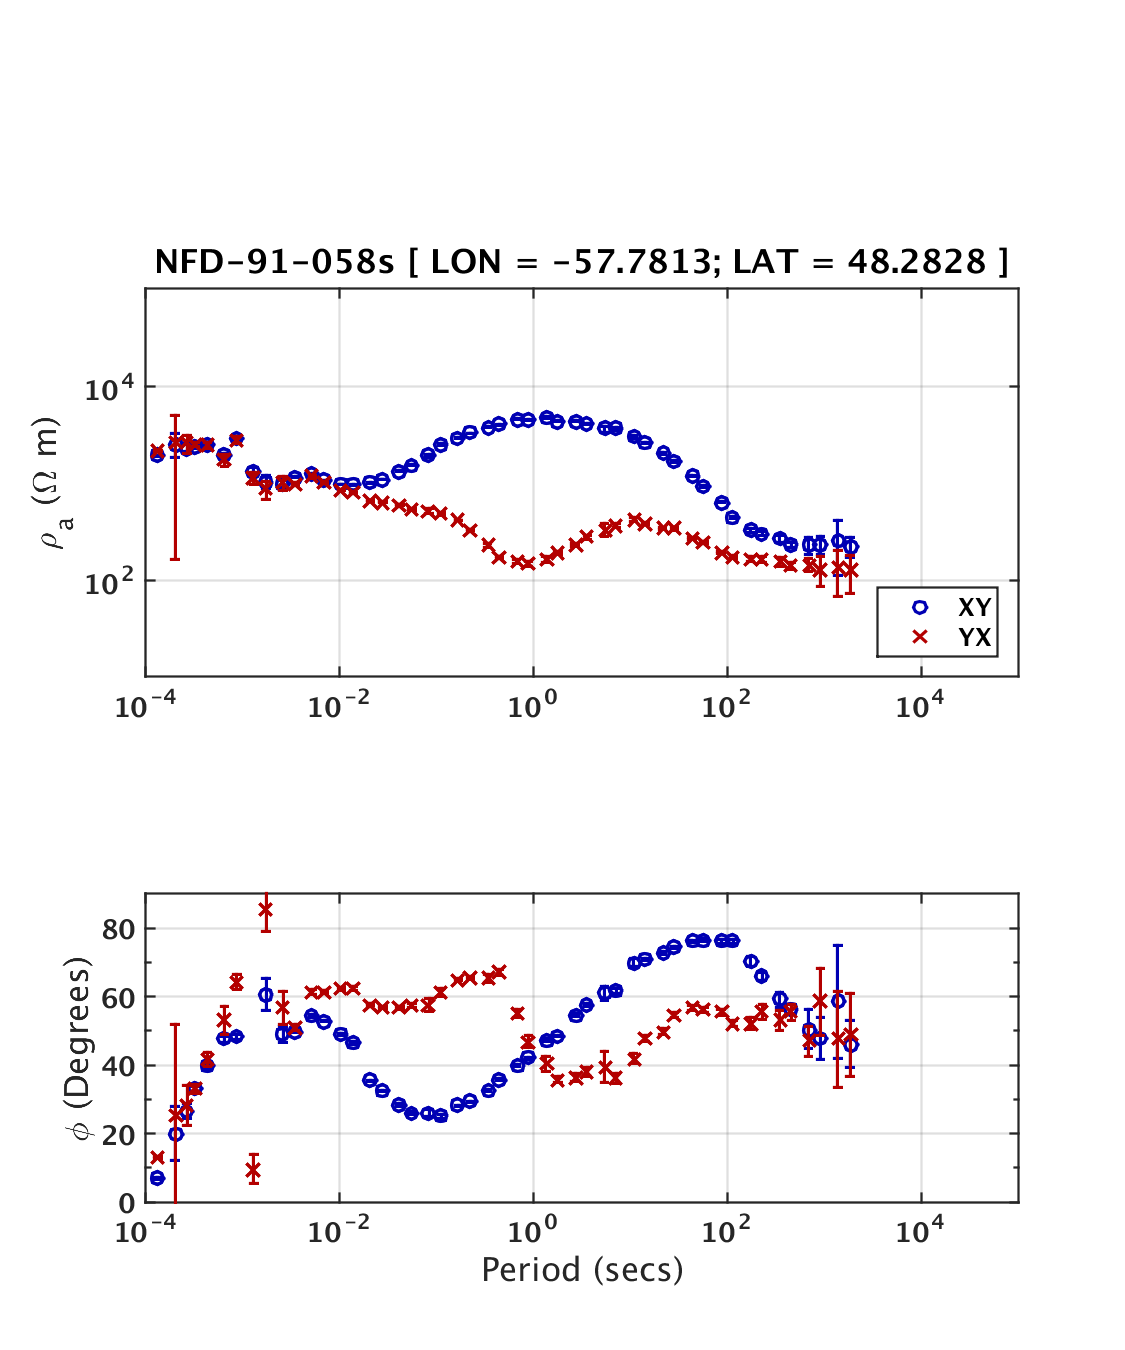 NFD-91-058s [ LON = -57.7813; LAT = 48.2828 ]
ρa (Ω m)
10^4
10^2
XY
YX
10^-4 10^-2 10^0 10^2 10^4
ϕ (Degrees)
80
60
40
20
0
10^-4 10^-2 10^0 10^2 10^4
Period (secs)